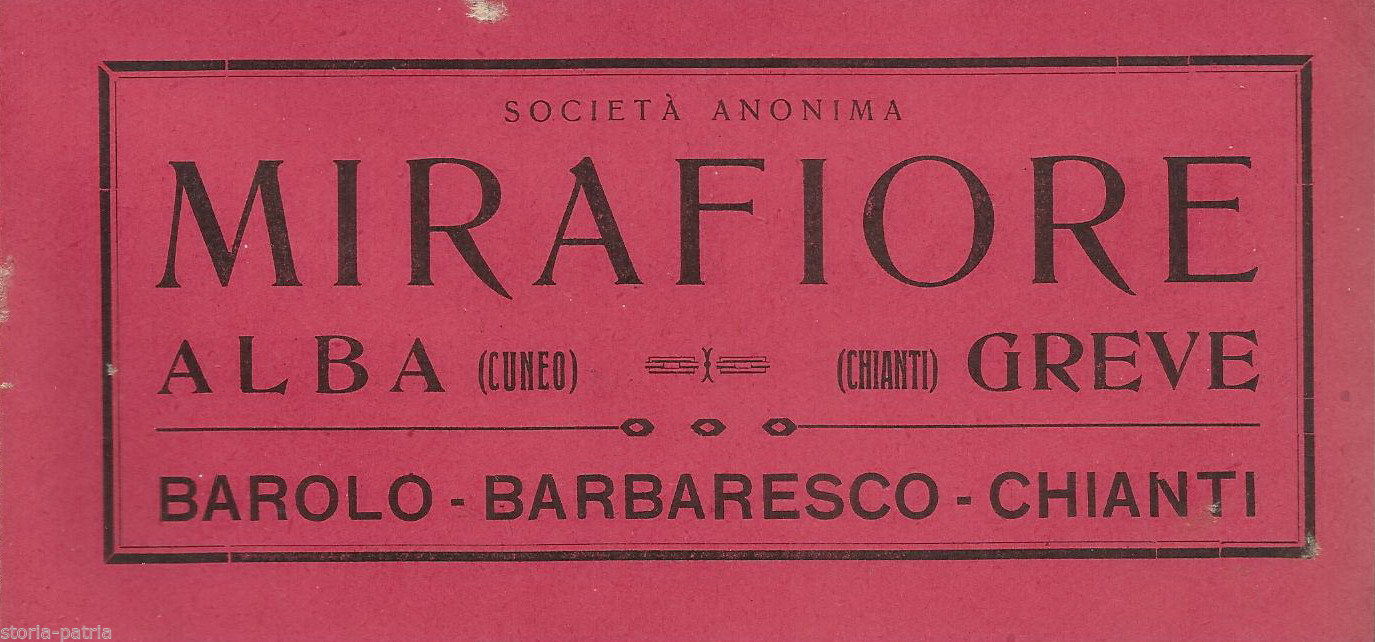 SOCIETÀ ANONIMA
MIRAFIORE
ALBA (CUNEO) (CHIANTI) GREVE
BAROLO - BARBARESCO - CHIANTI
storia-patria